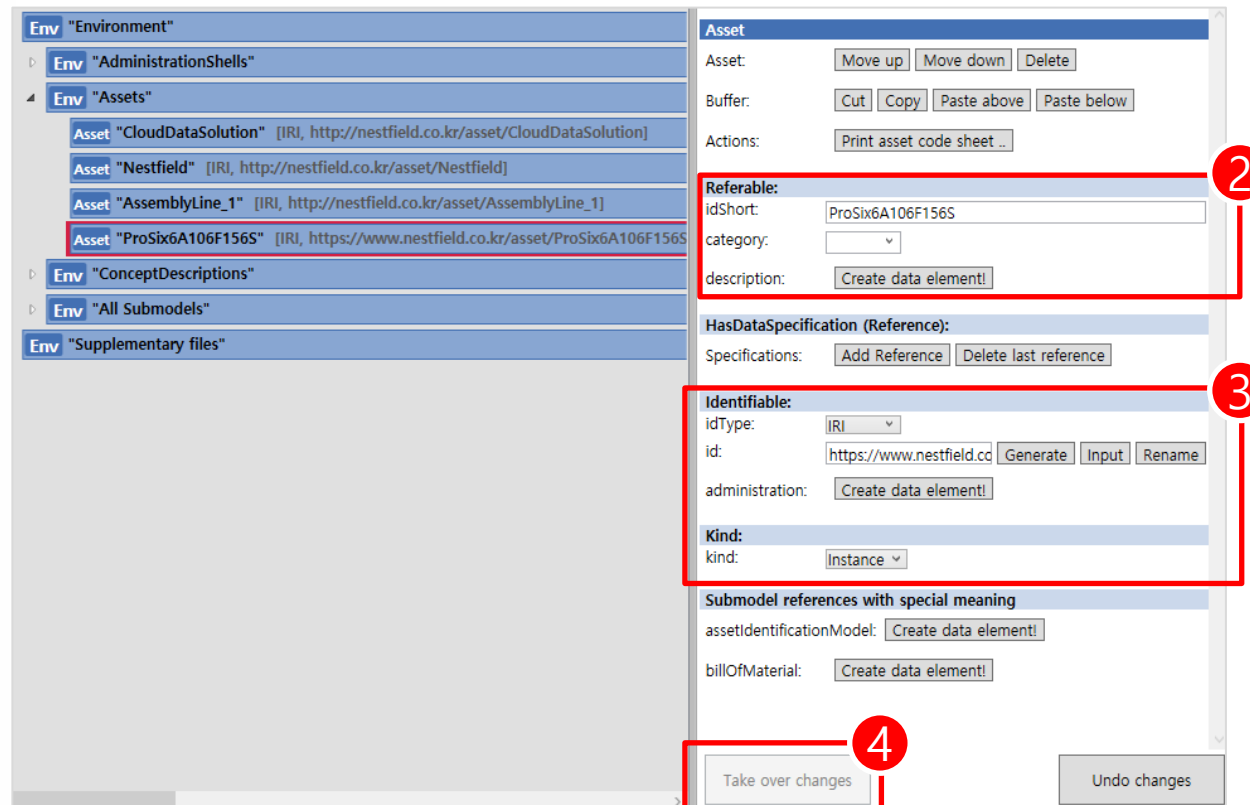 Env "Environment"
Env "AdministrationShells"
Env "Assets"
Asset "CloudDataSolution" [IRI, http://nestfield.co.kr/asset/CloudDataSolution]
Asset "Nestfield" [IRI, http://nestfield.co.kr/asset/Nestfield]
Asset "AssemblyLine_1" [IRI, http://nestfield.co.kr/asset/AssemblyLine_1]
Asset "ProSix6A106F156S" [IRI, https://www.nestfield.co.kr/asset/ProSix6A106F156S
Env "ConceptDescriptions"
Env "All Submodels"
Env "Supplementary files"
Asset
Asset: Move up Move down Delete
Buffer: Cut Copy Paste above Paste below
Actions: Print asset code sheet ..
2
Referable:
idShort: ProSix6A106F156S
category:
description: Create data element!
HasDataSpecification (Reference):
Specifications: Add Reference Delete last reference
3
Identifiable:
idType: IRI
id: https://www.nestfield.co Generate Input Rename
administration: Create data element!
Kind:
kind: Instance
Submodel references with special meaning
assetIdentificationModel: Create data element!
billOfMaterial: Create data element!
4
Take over changes Undo changes